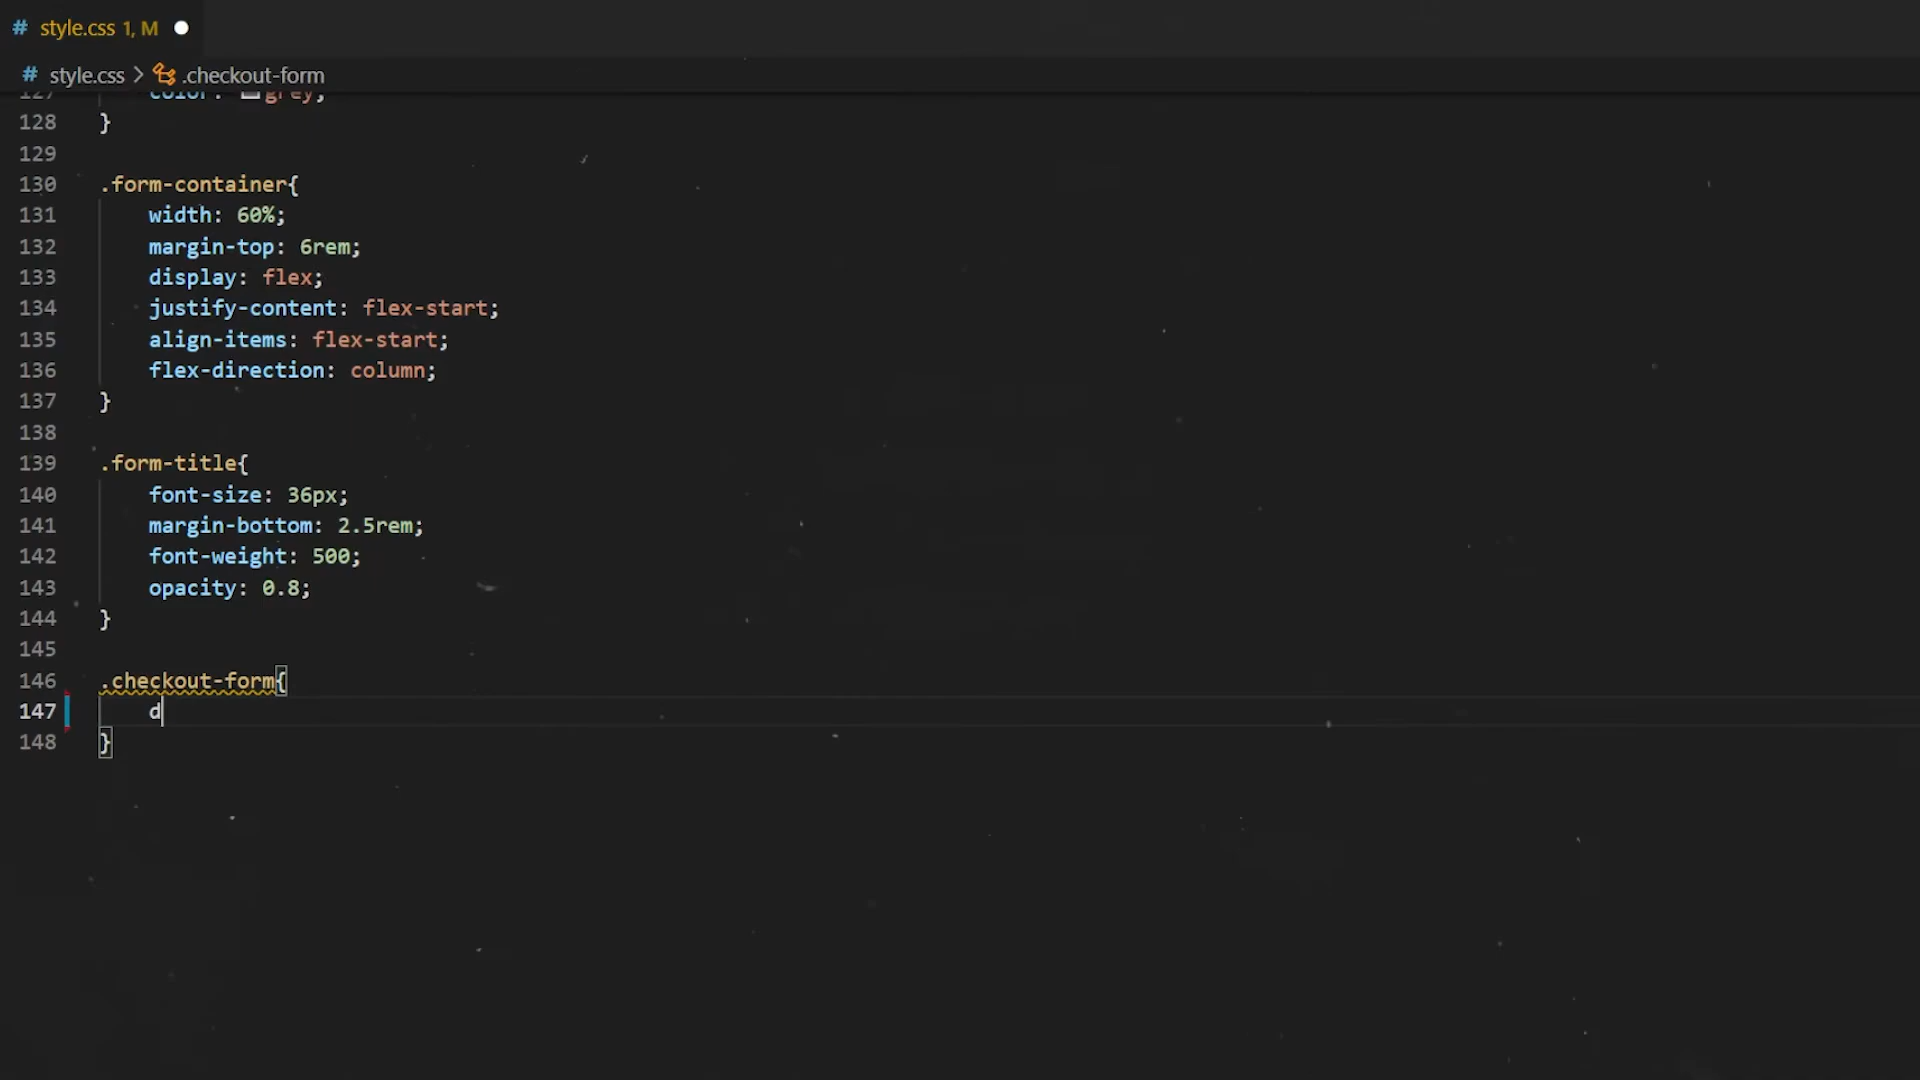 # style.css 1, M
# style.css > .checkout-form
127 color: grey;
128 }
129
130 .form-container{
131 width: 60%;
132 margin-top: 6rem;
133 display: flex;
134 justify-content: flex-start;
135 align-items: flex-start;
136 flex-direction: column;
137 }
138
139 .form-title{
140 font-size: 36px;
141 margin-bottom: 2.5rem;
142 font-weight: 500;
143 opacity: 0.8;
144 }
145
146 .checkout-form{
147 d
148 }